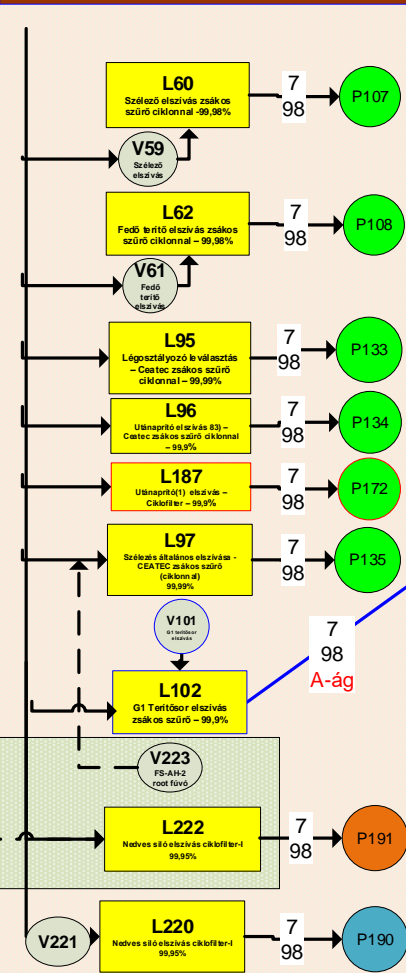 L60
Szélező elszívás zsákos
szűrő ciklonnal -99,98%
7
98
P107
V59
Szélező
elszívás
L62
Fedő terítő elszívás zsákos
szűrő ciklonnal – 99,98%
7
98
P108
V61
Fedő
terítő
elszívás
L95
Légosztályozó leválasztás
– Ceatec zsákos szűrő
ciklonnal – 99,99%
7
98
P133
L96
Utánaprító elszívás 83) –
Ceatec zsákos szűrő ciklonnal
– 99,9%
7
98
P134
L187
Utánaprító(1) elszívás –
Ciklofilter – 99,9%
7
98
P172
L97
Szélezés általános elszívása -
CEATEC zsákos szűrő
(ciklonnal)
99,99%
7
98
P135
V101
G1 terítősor
elszívás
L102
G1 Terítősor elszívás
zsákos szűrő – 99,9%
7
98
A-ág
V223
FS-AH-2
root fúvó
L222
Nedves siló elszívás ciklofilter-I
99,95%
7
98
P191
V221
L220
Nedves siló elszívás ciklofilter-I
99,95%
7
98
P190